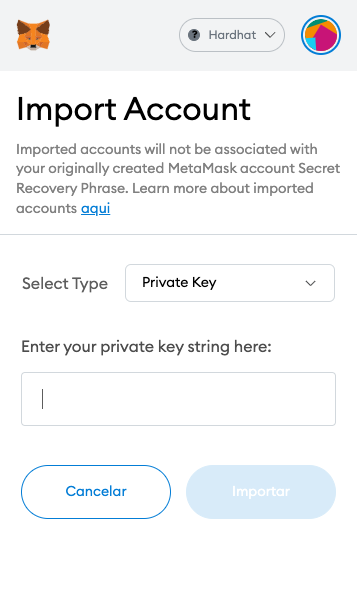 Hardhat
Import Account
Imported accounts will not be associated with
your originally created MetaMask account Secret
Recovery Phrase. Learn more about imported
accounts aqui
Select Type
Private Key
Enter your private key string here:
Cancelar
Importar